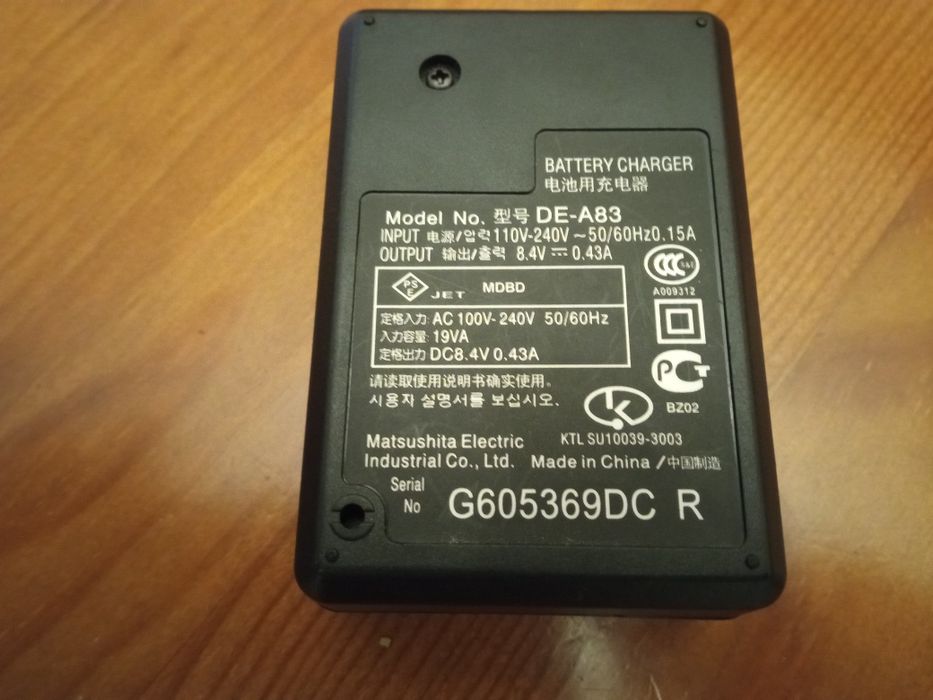 BATTERY CHARGER
电池用充电器
Model No. 型号 DE-A83
INPUT 电源/입력 110V-240V ~ 50/60Hz 0.15A
OUTPUT 输出/출력 8.4V ⎓ 0.43A
CCC S&E
A009312
PS E JET MDBD
定格入力: AC 100V- 240V 50/60Hz
入力容量: 19VA
定格出力: DC8.4V 0.43A
PCT
BZ02
请读取使用说明书确实使用。
사용자 설명서를 보십시오.
K
KTL SU10039-3003
Matsushita Electric
Industrial Co., Ltd. Made in China /中国制造
Serial
No G605369DC R